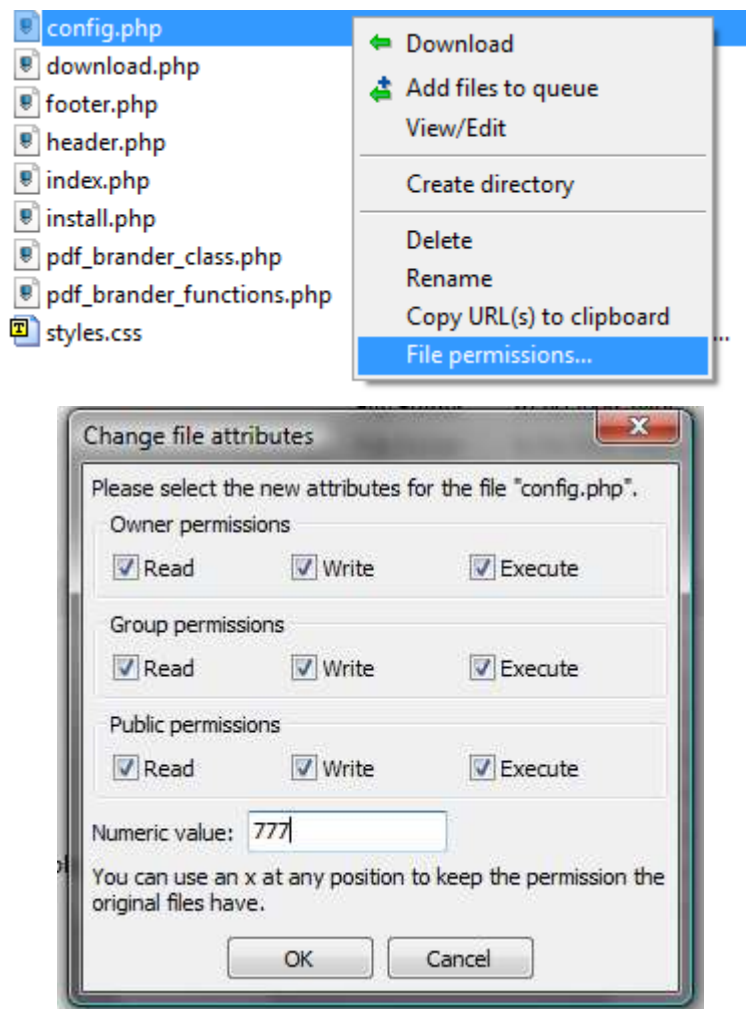 config.php
download.php
footer.php
header.php
index.php
install.php
pdf_brander_class.php
pdf_brander_functions.php
styles.css
Download
Add files to queue
View/Edit
Create directory
Delete
Rename
Copy URL(s) to clipboard
File permissions...
...
Change file attributes
Please select the new attributes for the file "config.php".
Owner permissions
Read Write Execute
Group permissions
Read Write Execute
Public permissions
Read Write Execute
Numeric value: 777
You can use an x at any position to keep the permission the
original files have.
OK Cancel